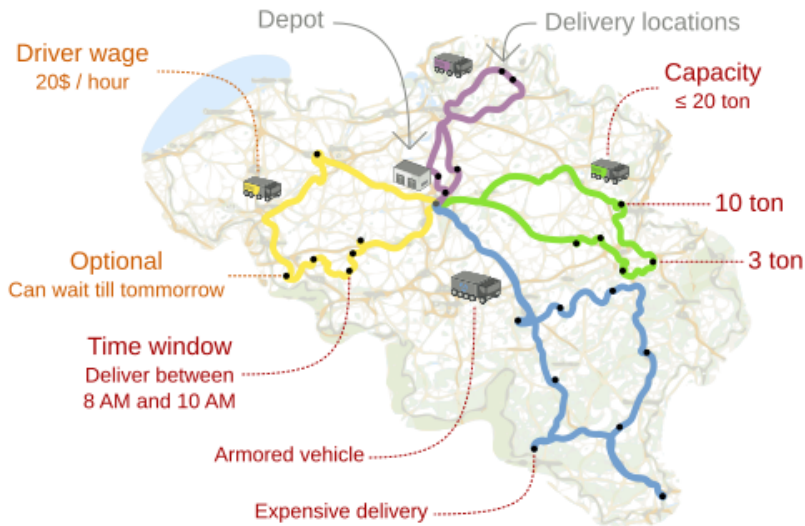 Depot
Delivery locations
Driver wage
20$ / hour
Capacity
≤ 20 ton
10 ton
3 ton
Optional
Can wait till tommorrow
Time window
Deliver between
8 AM and 10 AM
Armored vehicle
Expensive delivery